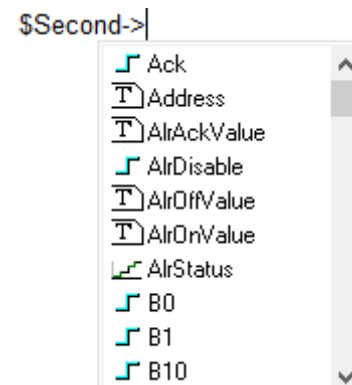 $Second->
Ack
Address
AlrAckValue
AlrDisable
AlrOffValue
AlrOnValue
AlrStatus
B0
B1
B10